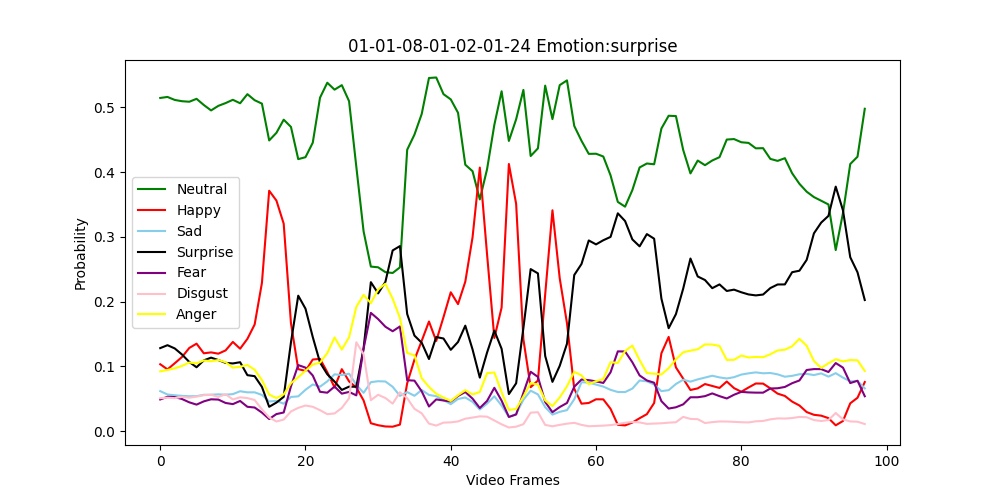 01-01-08-01-02-01-24 Emotion:surprise
Probability
0.5
0.4
0.3
0.2
0.1
0.0
Neutral
Happy
Sad
Surprise
Fear
Disgust
Anger
0 20 40 60 80 100
Video Frames